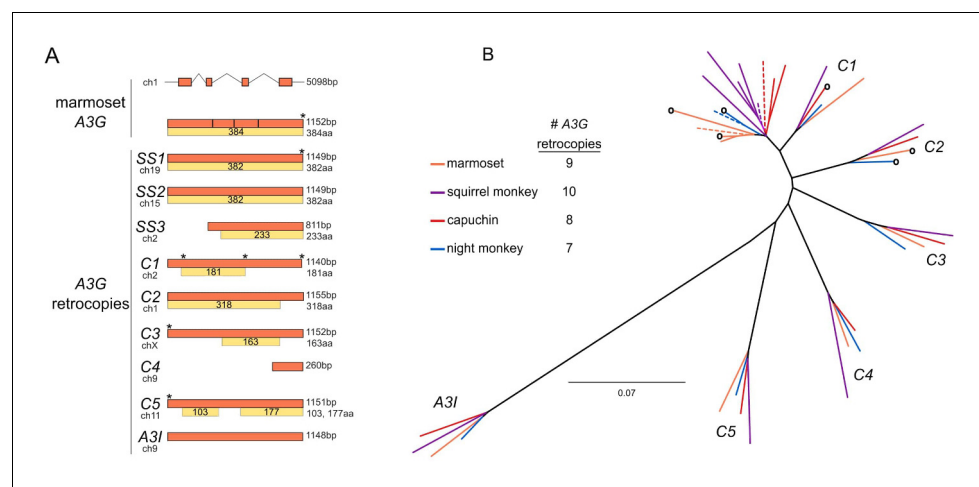 A
ch1
5098bp
marmoset
A3G
*
1152bp
384
384aa
SS1
ch19
*
1149bp
382
382aa
SS2
ch15
1149bp
382
382aa
SS3
ch2
811bp
233
233aa
A3G
retrocopies
C1
ch2
* * *
1140bp
181
181aa
C2
ch1
1155bp
318
318aa
C3
chX
*
1152bp
163
163aa
C4
ch9
260bp
C5
ch11
*
1151bp
103 177
103, 177aa
A3I
ch9
1148bp
B
# A3G
retrocopies
marmoset 9
squirrel monkey 10
capuchin 8
night monkey 7
C1
C2
C3
C4
C5
A3I
0.07